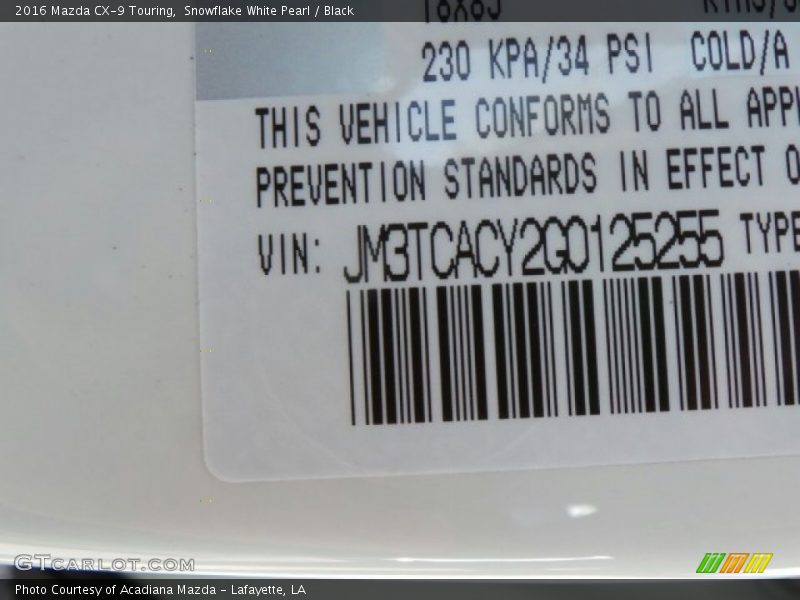 2016 Mazda CX-9 Touring, Snowflake White Pearl / Black
230 KPA/34 PSI COLD/A
THIS VEHICLE CONFORMS TO ALL APP
PREVENTION STANDARDS IN EFFECT O
VIN: JM3TCACY2G0125255 TYPE
GTCARLOT.COM
Photo Courtesy of Acadiana Mazda - Lafayette, LA